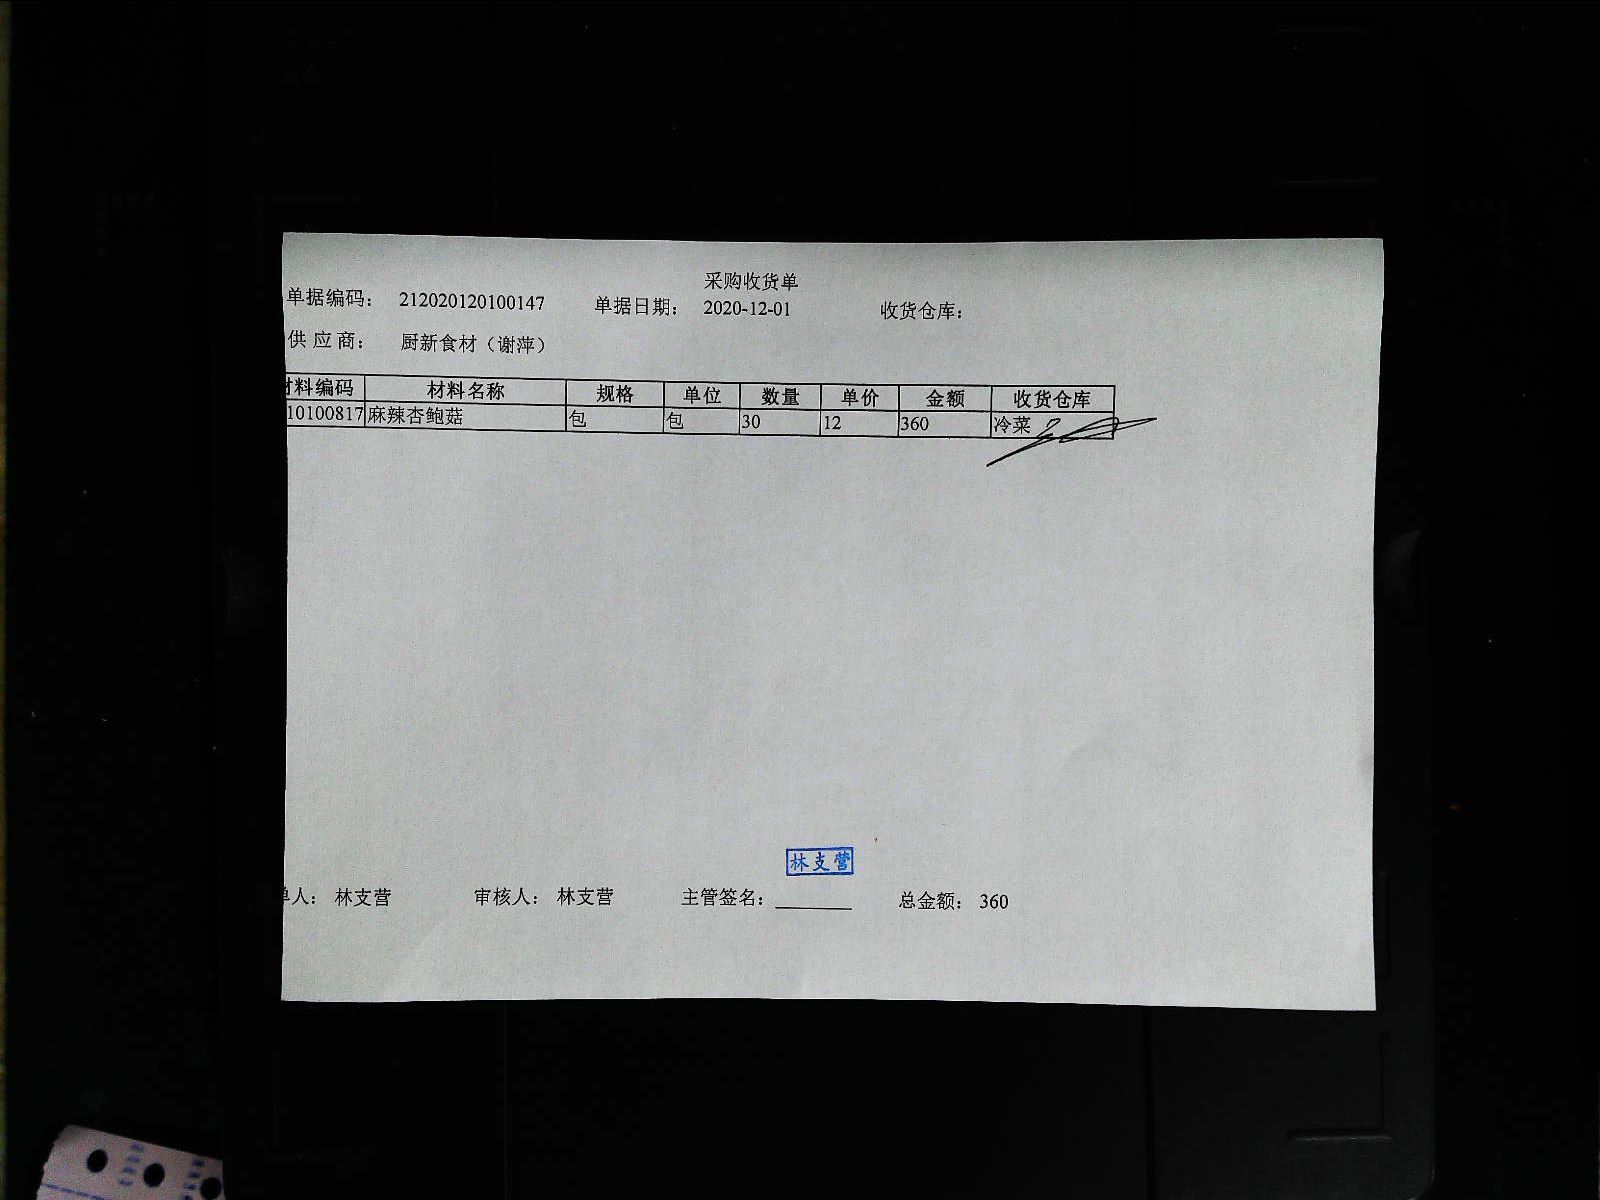 采购收货单
单据编码： 212020120100147 单据日期： 2020-12-01 收货仓库：
供 应 商： 厨新食材（谢萍）
材料编码 材料名称 规格 单位 数量 单价 金额 收货仓库
10100817 麻辣杏鲍菇 包 包 30 12 360 冷菜
林支营
单人： 林支营 审核人： 林支营 主管签名： 总金额： 360